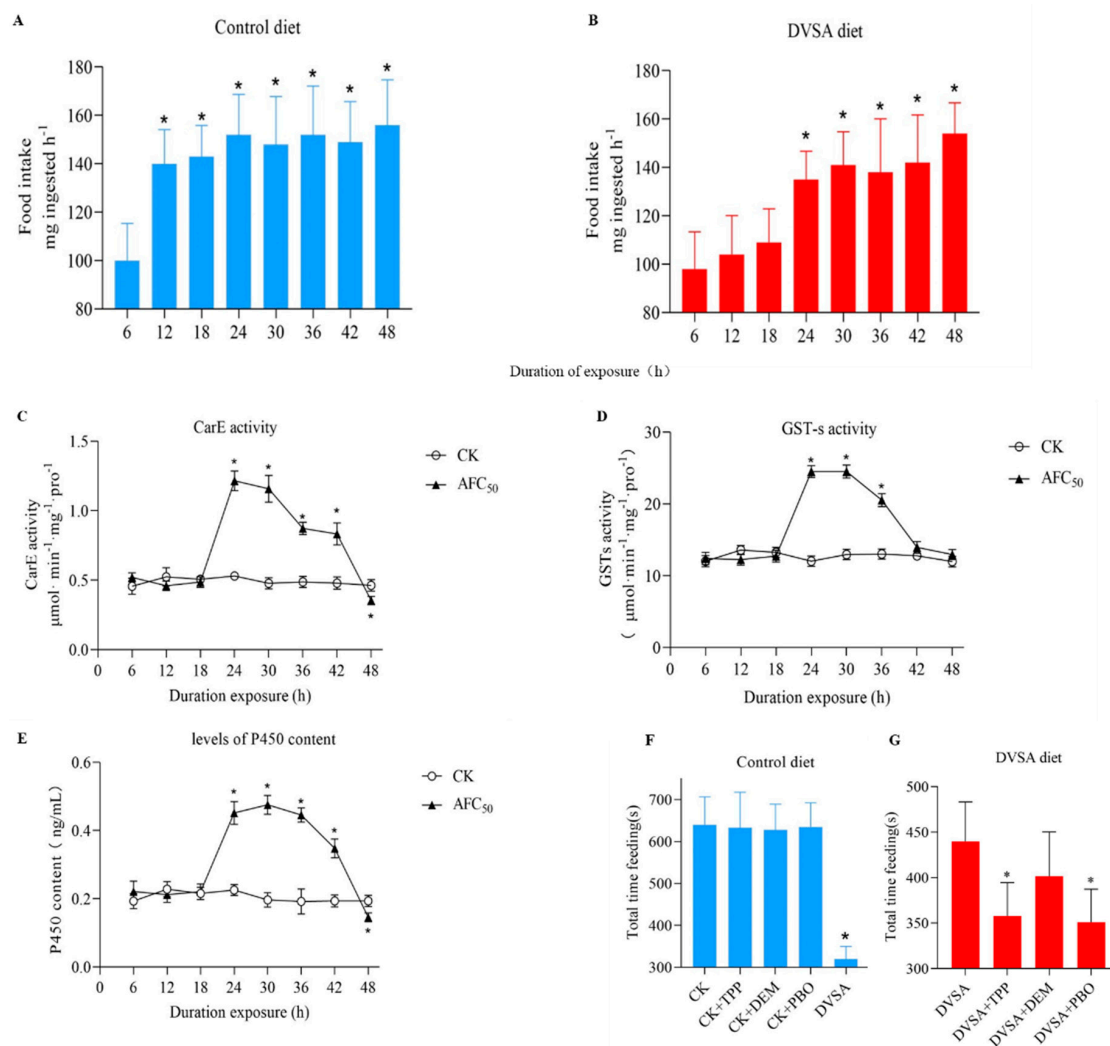 A
Control diet
Food intake
mg ingested h-1
180
160
140
120
100
80
* * * * * * *
6 12 18 24 30 36 42 48
B
DVSA diet
Food intake
mg ingested h-1
180
160
140
120
100
80
* * * * *
6 12 18 24 30 36 42 48
Duration of exposure（h）
C
CarE activity
CarE activity
μmol· min-1·mg-1·pro-1
1.5
1.0
0.5
0.0
* * * * *
0 6 12 18 24 30 36 42 48
Duration exposure (h)
CK
AFC50
D
GST-s activity
GSTs activity
( μmol·min-1·mg-1·pro-1)
30
20
10
0
* * *
0 6 12 18 24 30 36 42 48
Duration exposure (h)
CK
AFC50
E
levels of P450 content
P450 content（ng/mL）
0.6
0.4
0.2
0.0
* * * * *
0 6 12 18 24 30 36 42 48
Duration exposure (h)
CK
AFC50
F
Control diet
Total time feeding(s)
700
600
500
400
300
*
CK CK+TPP CK+DEM CK+PBO DVSA
G
DVSA diet
Total time feeding(s)
500
450
400
350
300
* *
DVSA DVSA+TPP DVSA+DEM DVSA+PBO